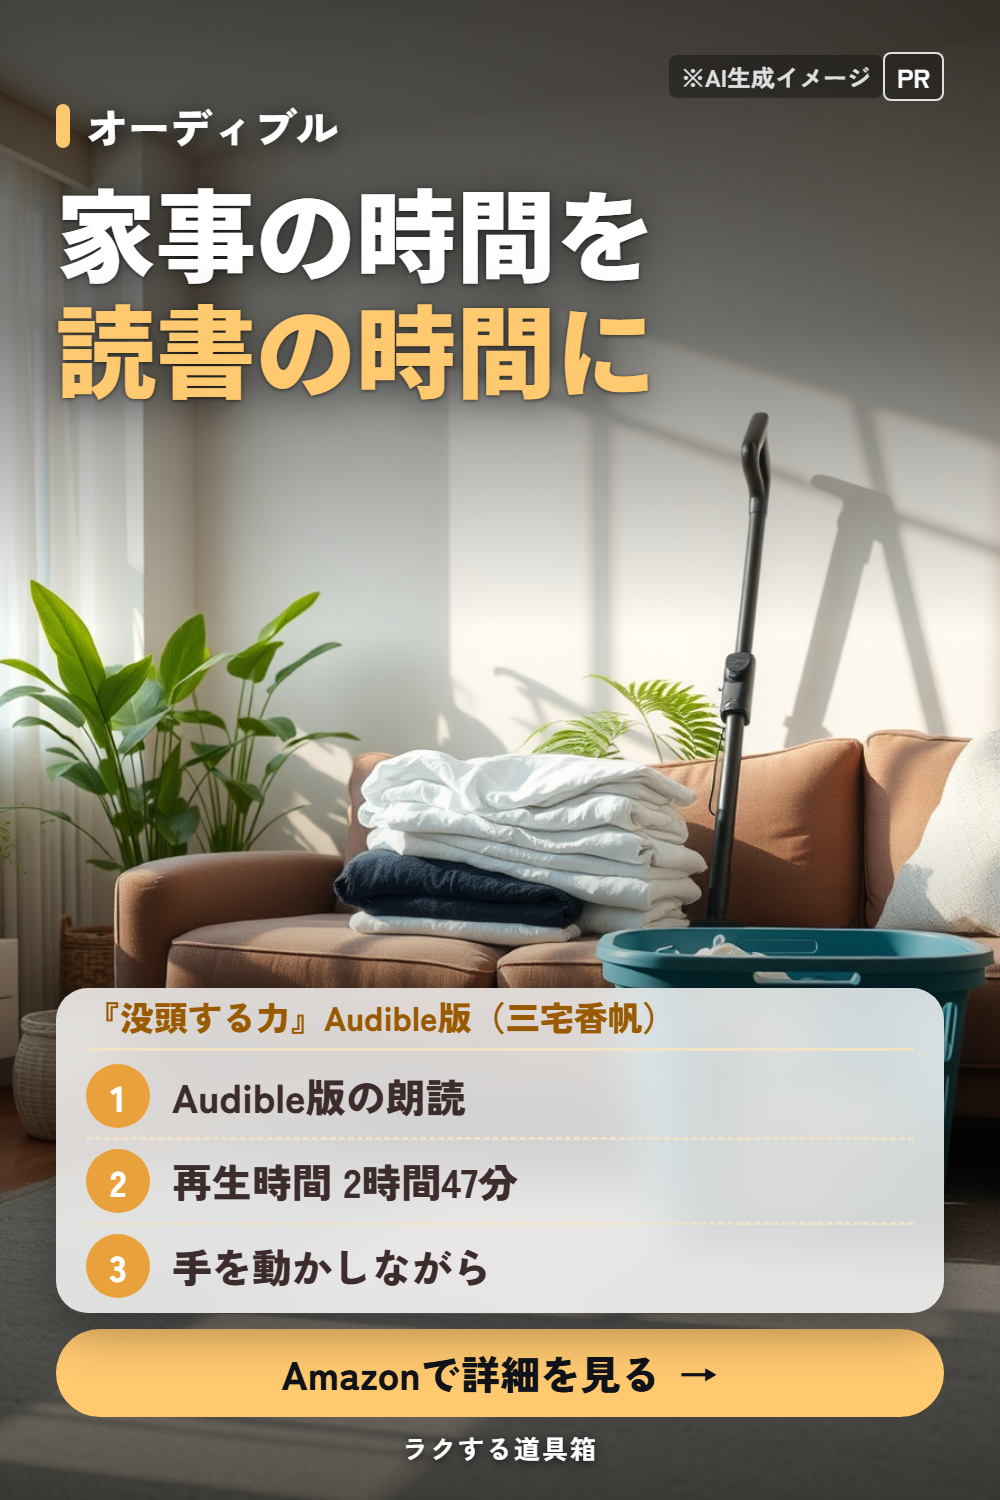 ※AI生成イメージ PR
オーディブル
家事の時間を
読書の時間に
『没頭する力』Audible版（三宅香帆）
1 Audible版の朗読
2 再生時間 2時間47分
3 手を動かしながら
Amazonで詳細を見る →
ラクする道具箱